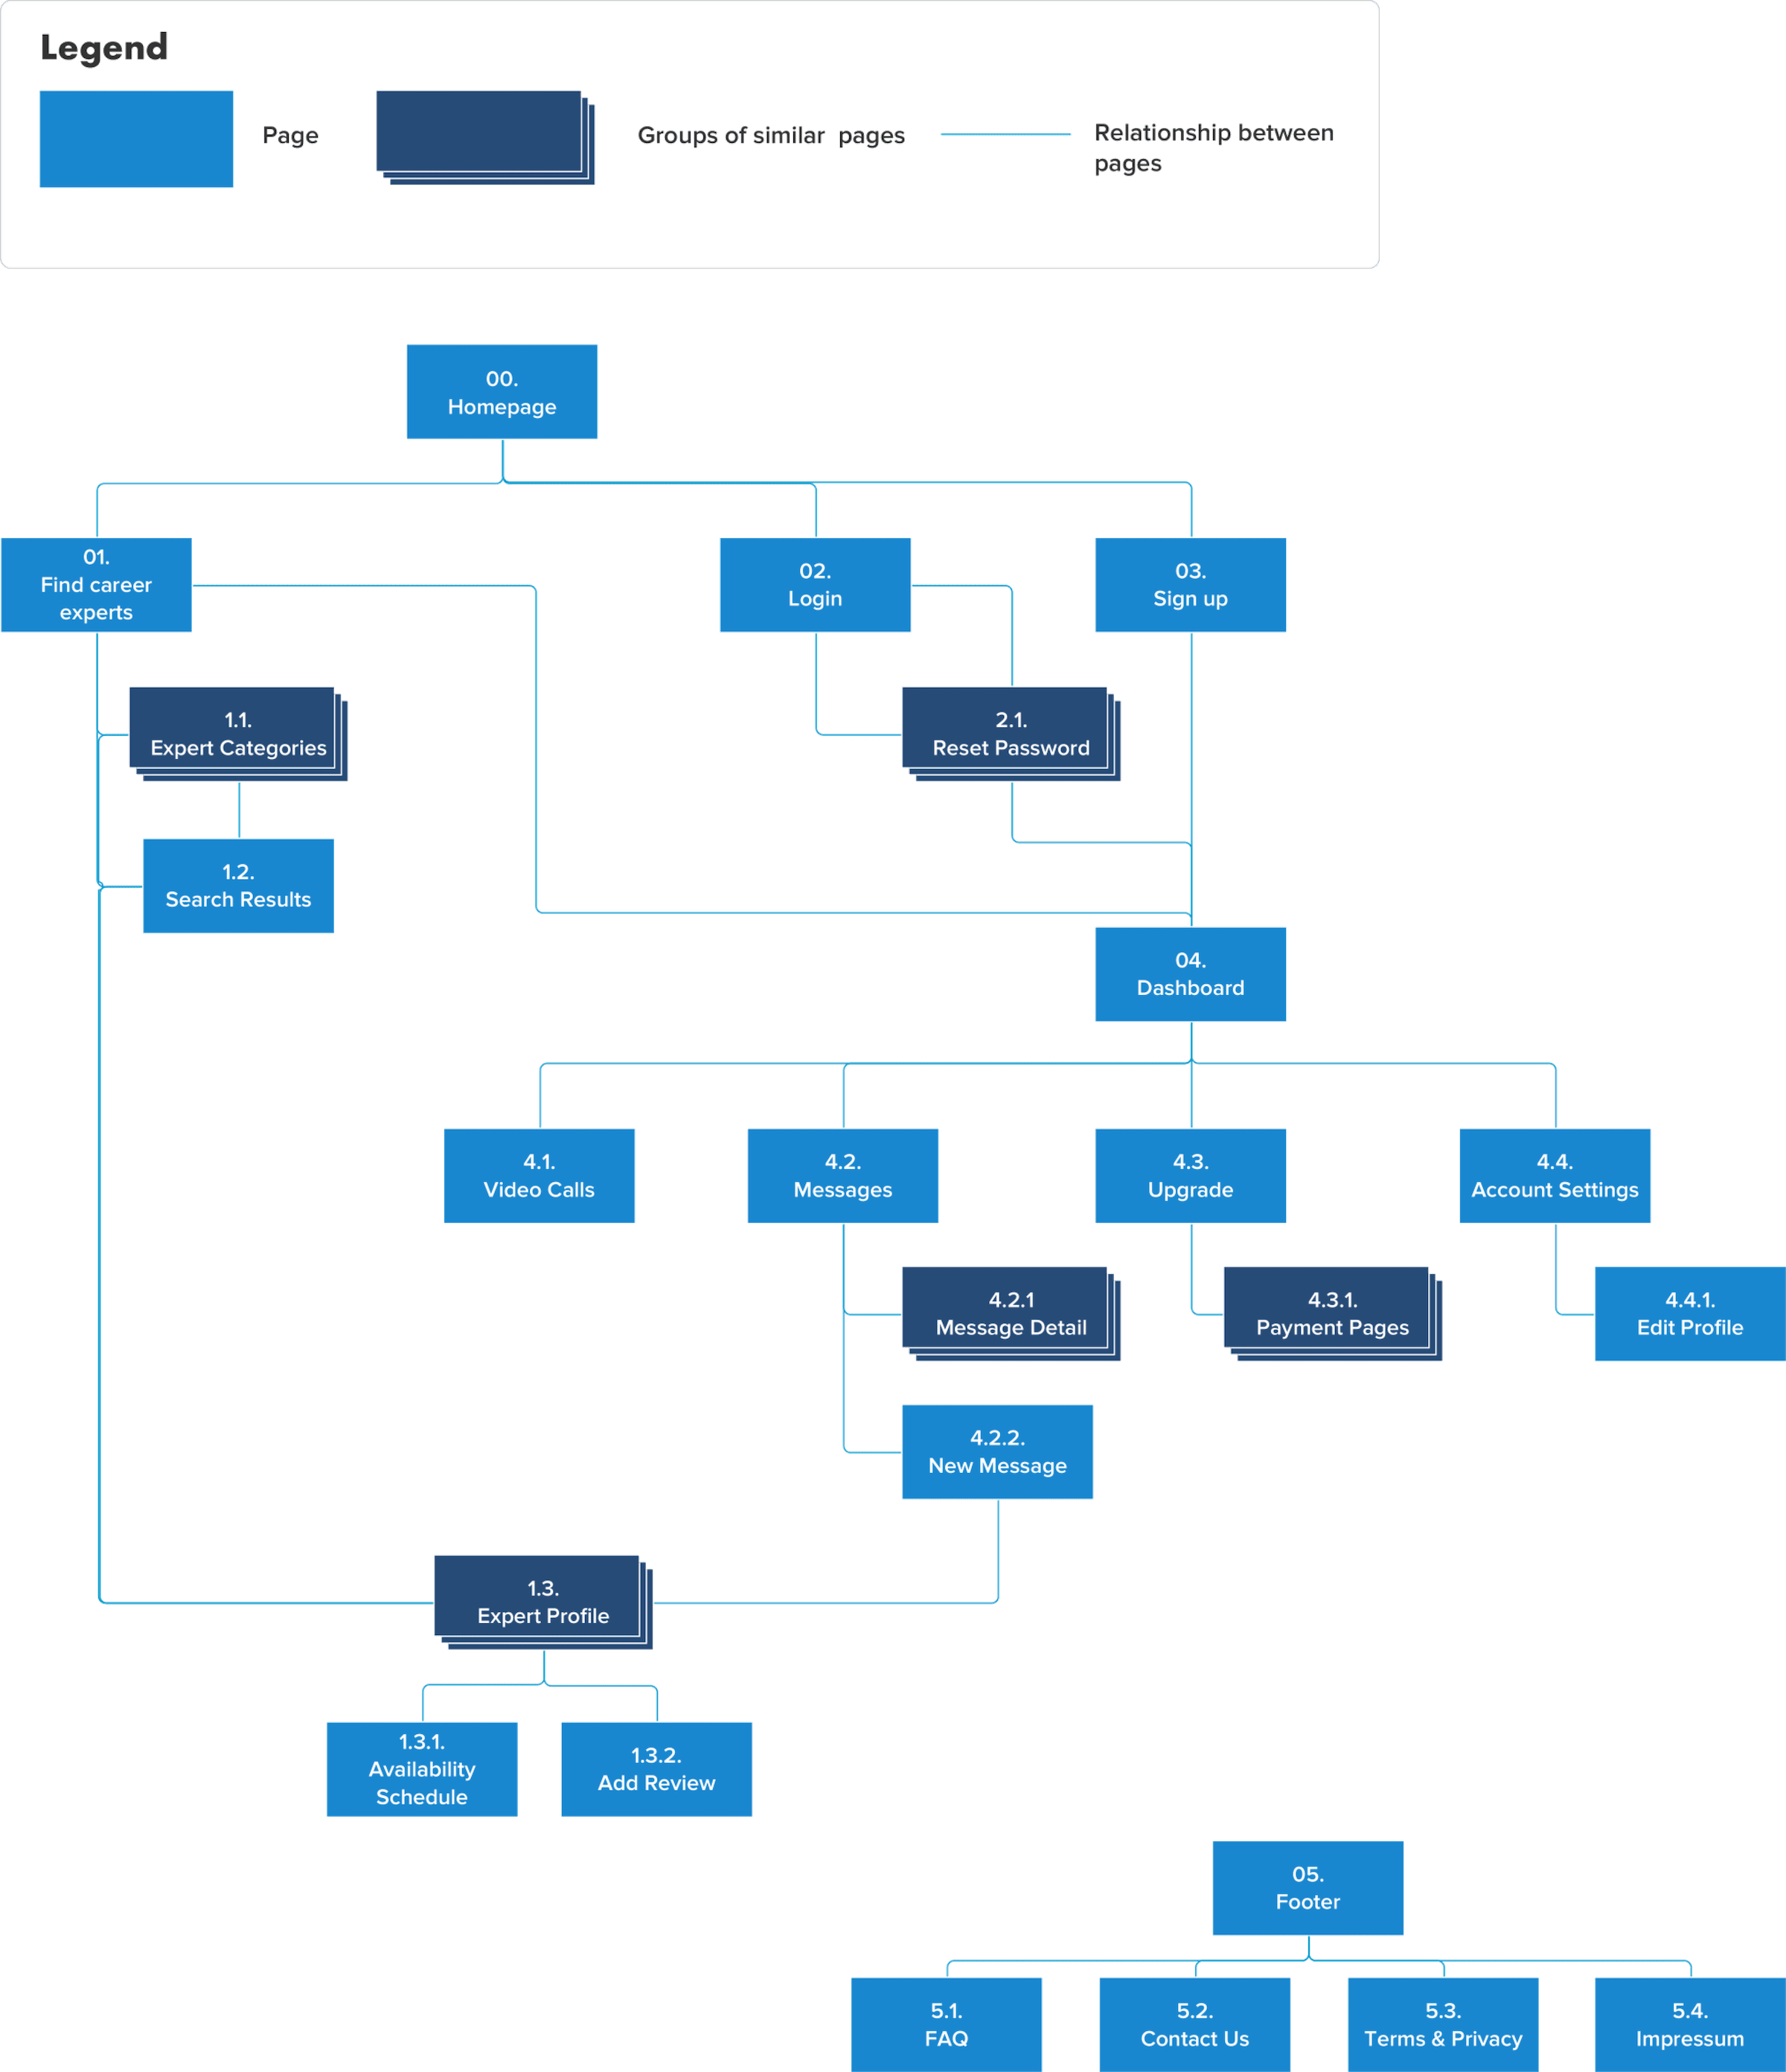 Legend
Page
Groups of similar pages
Relationship between
pages
00.
Homepage
01.
Find career
experts
02.
Login
03.
Sign up
1.1.
Expert Categories
2.1.
Reset Password
1.2.
Search Results
04.
Dashboard
4.1.
Video Calls
4.2.
Messages
4.3.
Upgrade
4.4.
Account Settings
4.2.1
Message Detail
4.3.1.
Payment Pages
4.4.1.
Edit Profile
4.2.2.
New Message
1.3.
Expert Profile
1.3.1.
Availability
Schedule
1.3.2.
Add Review
05.
Footer
5.1.
FAQ
5.2.
Contact Us
5.3.
Terms & Privacy
5.4.
Impressum